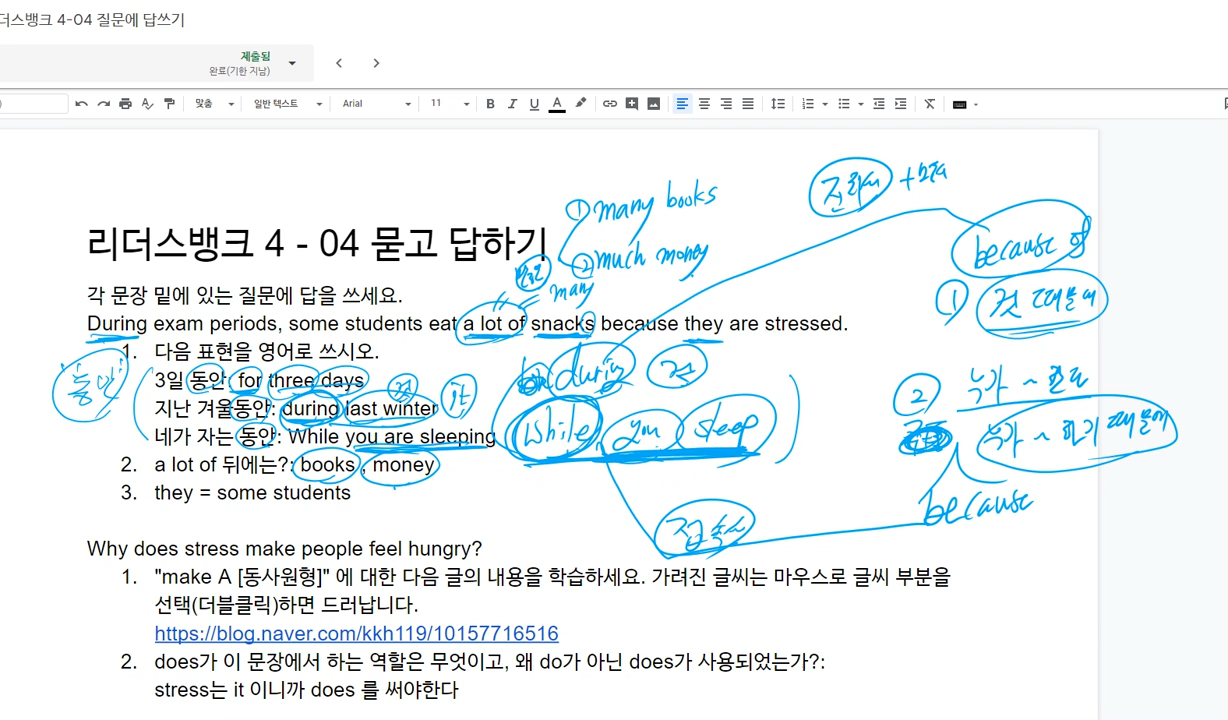 더스뱅크 4-04 질문에 답쓰기
제출됨
완료(기한 지남)
맞춤 일반 텍스트 Arial 11 B I U A
전치사
many books
because of
리더스뱅크 4 - 04 묻고 답하기
② much money
① 것 때문에
각 문장 밑에 있는 질문에 답을 쓰세요.
many
During exam periods, some students eat a lot of snacks because they are stressed.
1. 다음 표현을 영어로 쓰시오.
동안
3일 동안: for three days
during
②
누가 ~ 한다
지난 겨울동안: during last winter
네가 자는 동안: While you are sleeping
While you sleep
누가 ~ 하기 때문에
2. a lot of 뒤에는?: books , money
3. they = some students
because
접속사
Why does stress make people feel hungry?
1. "make A [동사원형]" 에 대한 다음 글의 내용을 학습하세요. 가려진 글씨는 마우스로 글씨 부분을
선택(더블클릭)하면 드러납니다.
https://blog.naver.com/kkh119/10157716516
2. does가 이 문장에서 하는 역할은 무엇이고, 왜 do가 아닌 does가 사용되었는가?:
stress는 it 이니까 does 를 써야한다